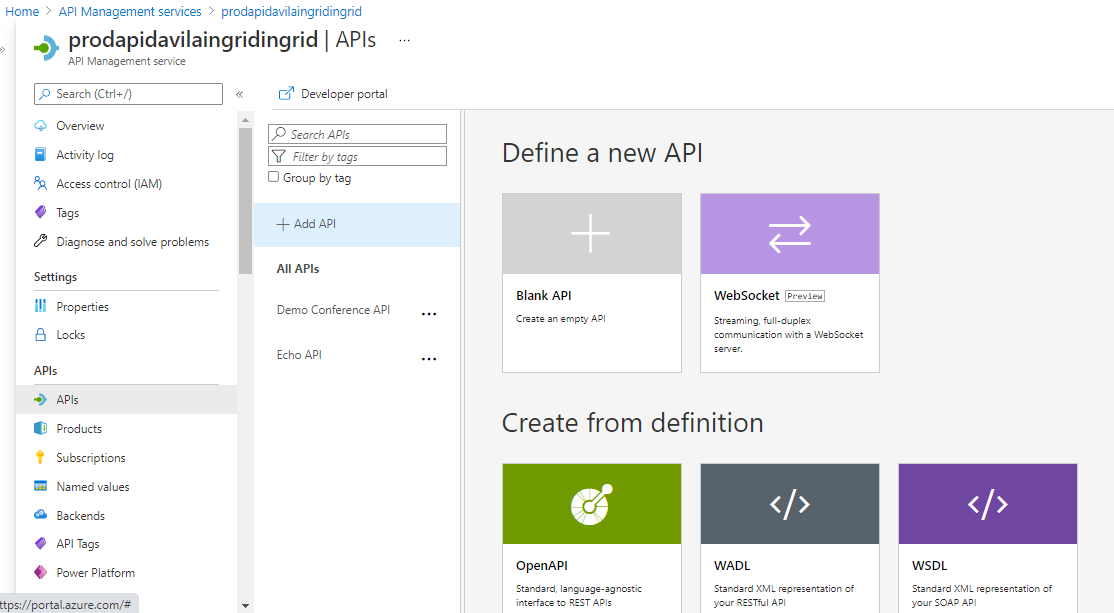 Home > API Management services > prodapidavilaingridingrid
prodapidavilaingridingrid | APIs ...
API Management service
Search (Ctrl+/)
«
»
Overview
Activity log
Access control (IAM)
Tags
Diagnose and solve problems
Settings
Properties
Locks
APIs
APIs
Products
Subscriptions
Named values
Backends
API Tags
Power Platform
ttps://portal.azure.com/#
Developer portal
Search APIs
Filter by tags
Group by tag
+ Add API
All APIs
Demo Conference API ...
Echo API ...
Define a new API
Blank API
Create an empty API
WebSocket Preview
Streaming, full-duplex
communication with a WebSocket
server.
Create from definition
OpenAPI
Standard, language-agnostic
interface to REST APIs
</>
WADL
Standard XML representation of
your RESTful API
</>
WSDL
Standard XML representation of
your SOAP API